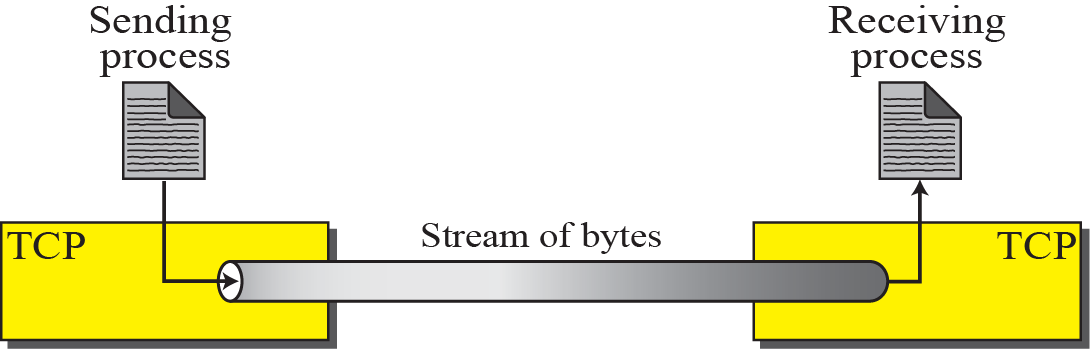 Sending
process
Receiving
process
TCP
Stream of bytes
TCP